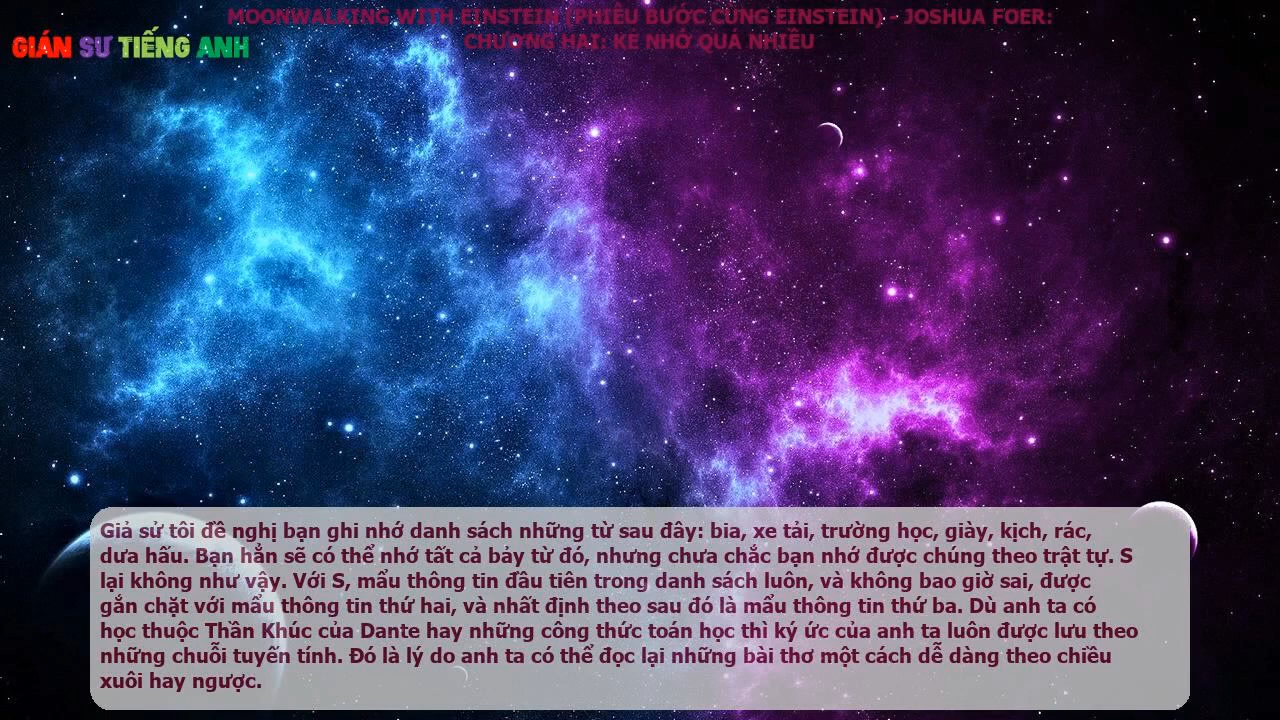 MOONWALKING WITH EINSTEIN (PHIÊU BƯỚC CÙNG EINSTEIN) - JOSHUA FOER:
CHƯƠNG HAI: KẺ NHỚ QUÁ NHIỀU
GIÁN SƯ TIẾNG ANH
Giả sử tôi đề nghị bạn ghi nhớ danh sách những từ sau đây: bia, xe tải, trường học, giày, kịch, rác,
dưa hấu. Bạn hẳn sẽ có thể nhớ tất cả bảy từ đó, nhưng chưa chắc bạn nhớ được chúng theo trật tự. S
lại không như vậy. Với S, mẩu thông tin đầu tiên trong danh sách luôn, và không bao giờ sai, được
gắn chặt với mẩu thông tin thứ hai, và nhất định theo sau đó là mẩu thông tin thứ ba. Dù anh ta có
học thuộc Thần Khúc của Dante hay những công thức toán học thì ký ức của anh ta luôn được lưu theo
những chuỗi tuyến tính. Đó là lý do anh ta có thể đọc lại những bài thơ một cách dễ dàng theo chiều
xuôi hay ngược.